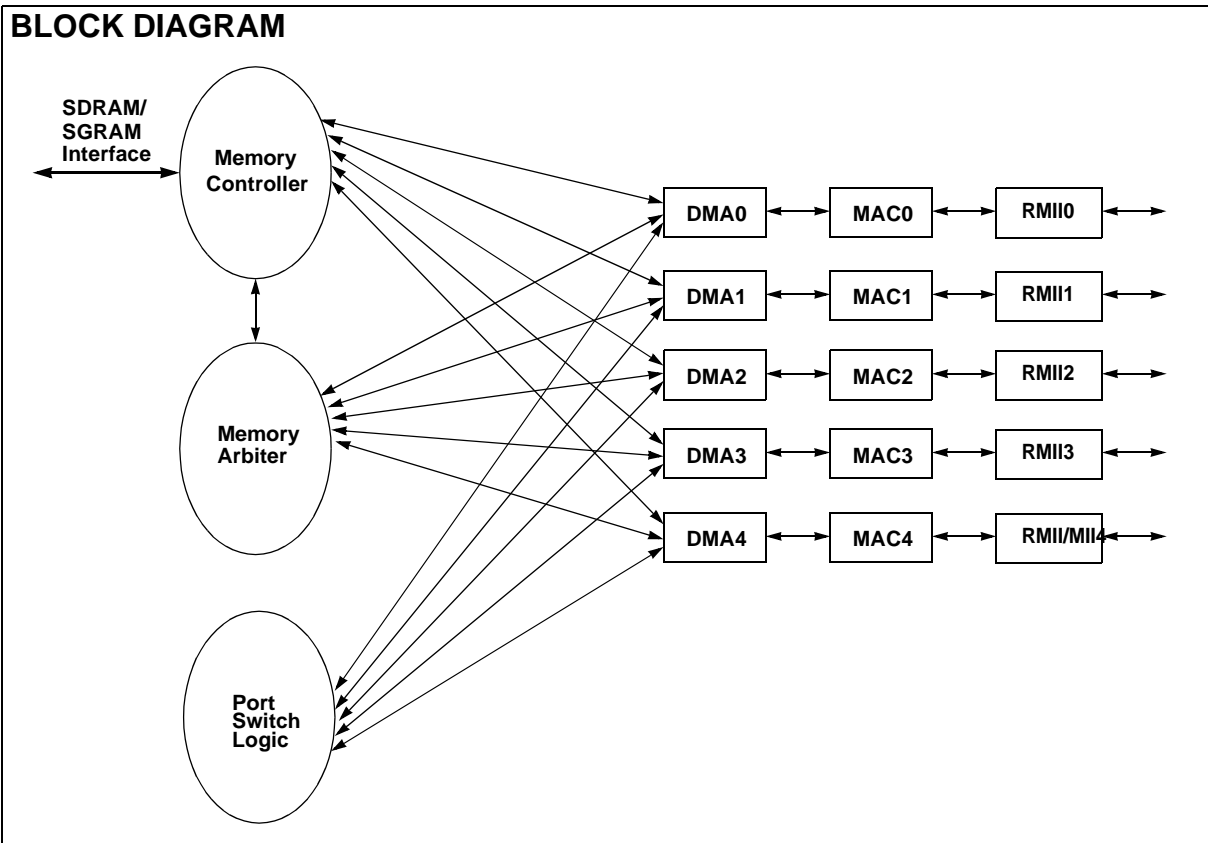 BLOCK DIAGRAM
SDRAM/
SGRAM
Interface
Memory
Controller
DMA0
MAC0
RMII0
DMA1
MAC1
RMII1
DMA2
MAC2
RMII2
Memory
Arbiter
DMA3
MAC3
RMII3
DMA4
MAC4
RMII/MII4
Port
Switch
Logic